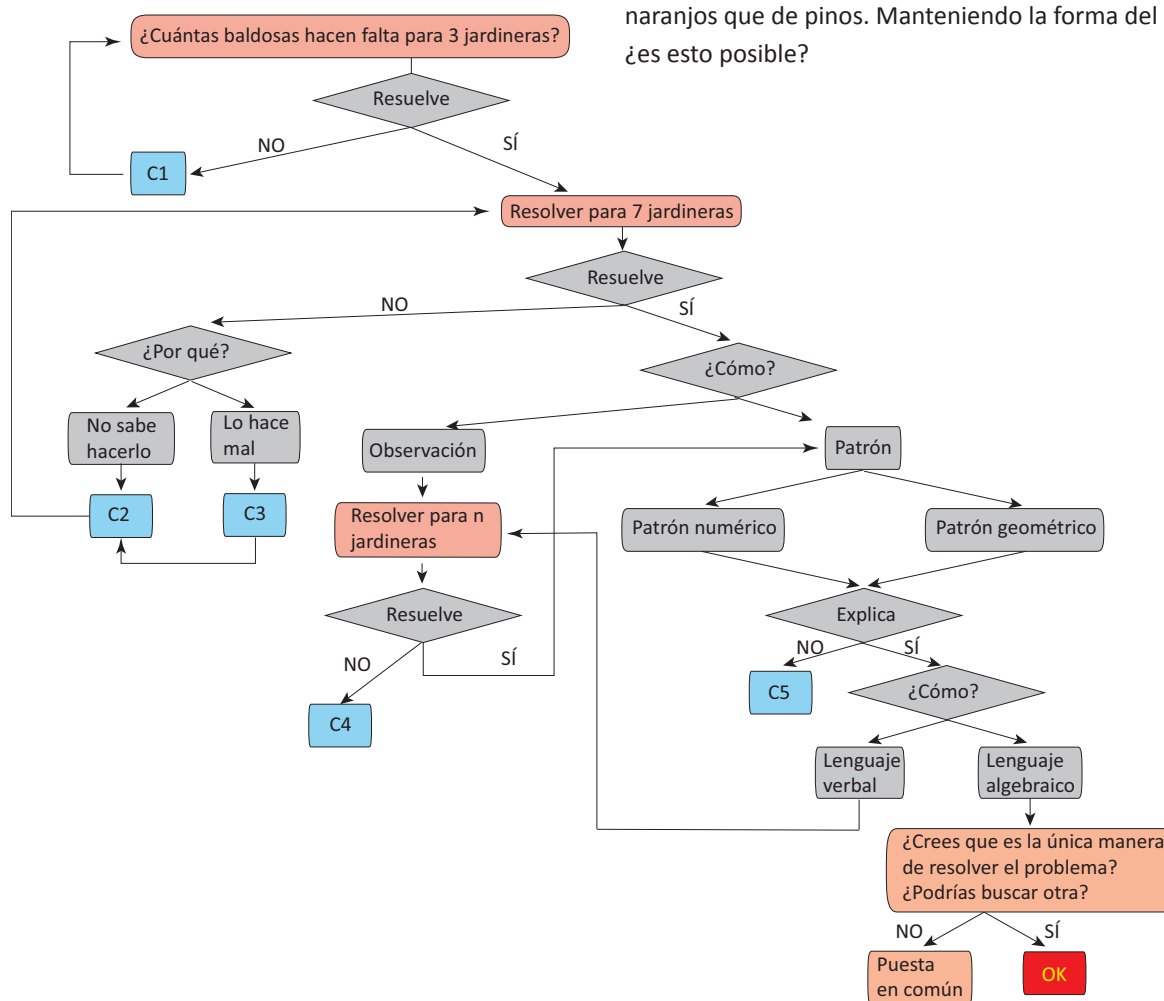 naranjos que de pinos. Manteniendo la forma del
¿es esto posible?
¿Cuántas baldosas hacen falta para 3 jardineras?
Resuelve
NO
SÍ
C1
Resolver para 7 jardineras
Resuelve
NO
SÍ
¿Por qué?
¿Cómo?
No sabe
hacerlo
Lo hace
mal
Observación
Patrón
C2
C3
Resolver para n
jardineras
Patrón numérico
Patrón geométrico
Resuelve
Explica
NO
SÍ
NO
SÍ
C4
C5
¿Cómo?
Lenguaje
verbal
Lenguaje
algebraico
¿Crees que es la única manera
de resolver el problema?
¿Podrías buscar otra?
NO
SÍ
Puesta
en común
OK